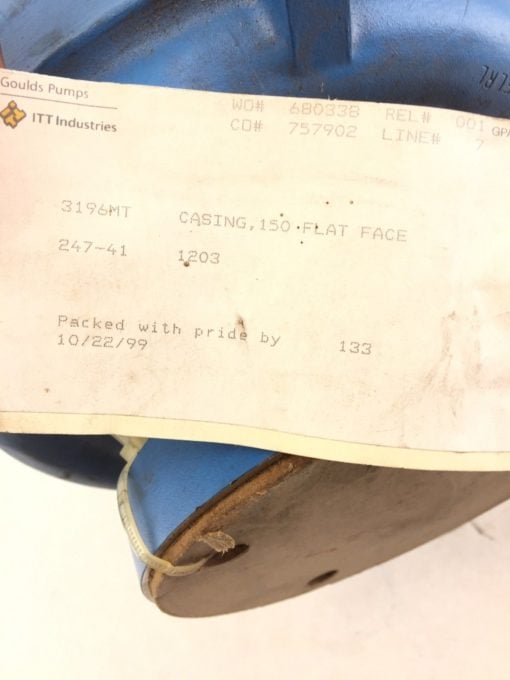 Goulds Pumps
ITT Industries
WO# 680338 REL# 001
CO# 757902 LINE# 7
3196MT CASING,150 FLAT FACE
247-41 1203
Packed with pride by 133
10/22/99